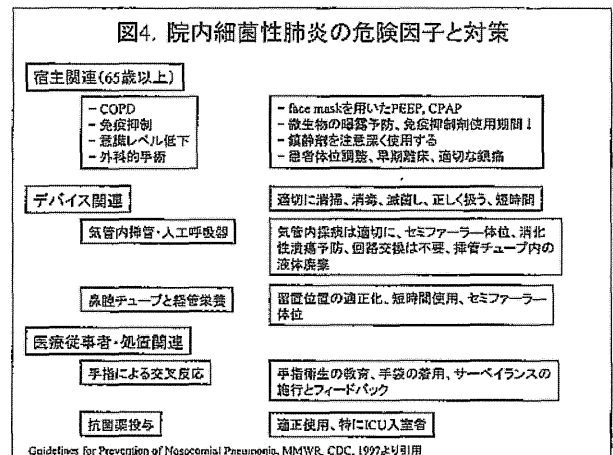 図4. 院内細菌性肺炎の危険因子と対策
宿主関連(65歳以上)
- COPD
- 免疫抑制
- 意識レベル低下
- 外科的手術
- face maskを用いたPEEP, CPAP
- 微生物の曝露予防、免疫抑制剤使用期間↓
- 鎮静剤を注意深く使用する
- 患者体位調整、早期離床、適切な鎮痛
デバイス関連
適切に清掃、消毒、滅菌し、正しく扱う、短時間
気管内挿管・人工呼吸器
気管内採痰は適切に、セミファーラー体位、消化
性潰瘍予防、回路交換は不要、挿管チューブ内の
液体廃棄
鼻腔チューブと経管栄養
留置位置の適正化、短時間使用、セミファーラー
体位
医療従事者・処置関連
手指による交叉反応
手指衛生の教育、手袋の着用、サーベイランスの
施行とフィードバック
抗菌薬投与
適正使用、特にICU入室者
Guidelines for Prevention of Nosocomial Pneumonia, MMWR, CDC, 1997より引用